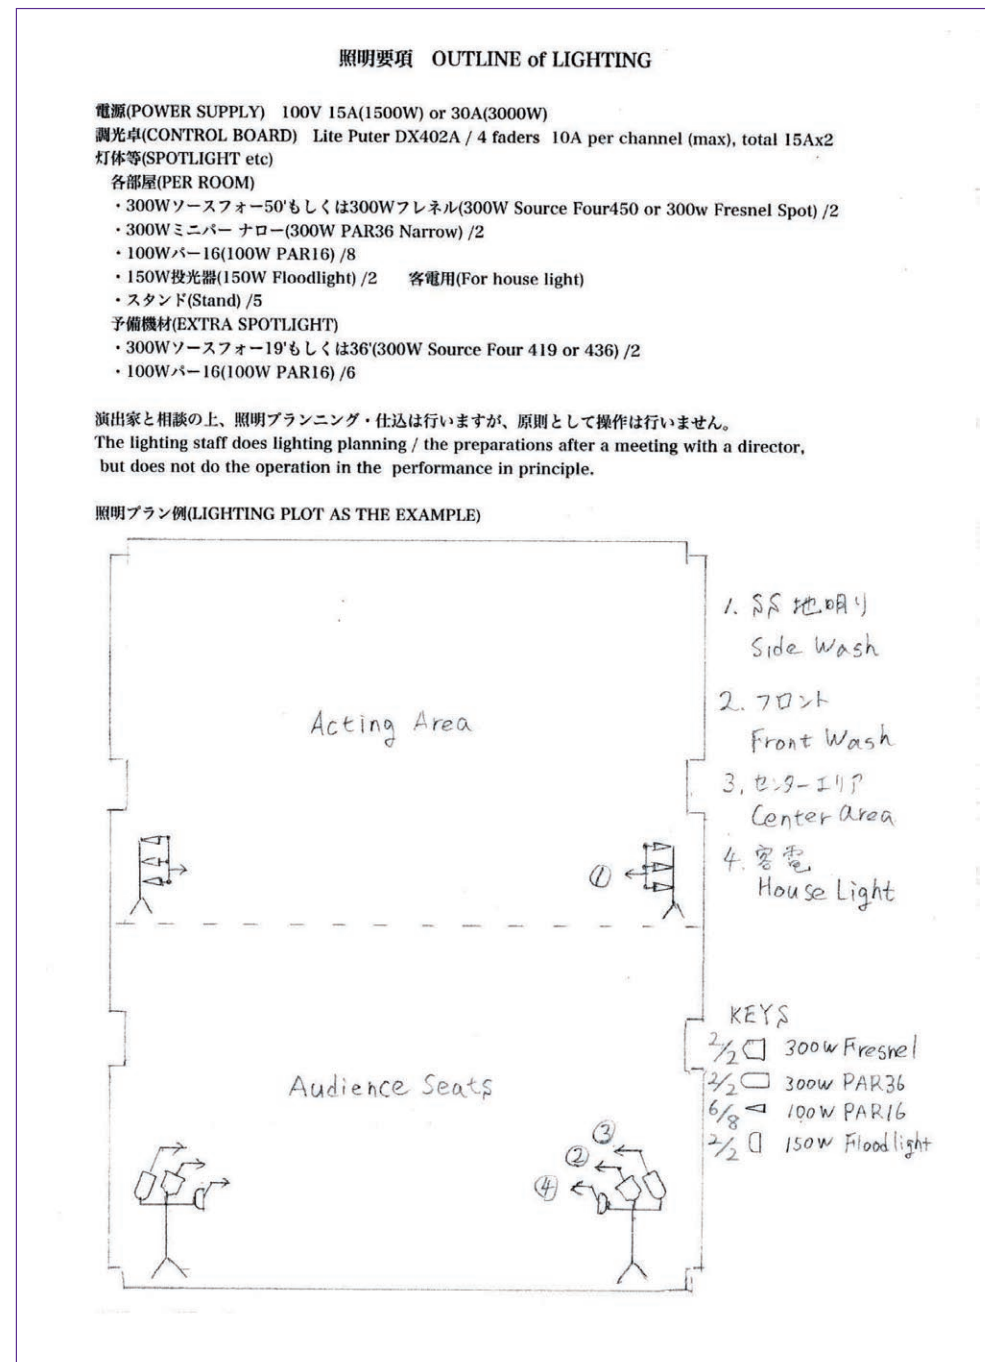 照明要項 OUTLINE of LIGHTING
電源(POWER SUPPLY) 100V 15A(1500W) or 30A(3000W)
調光卓(CONTROL BOARD) Lite Puter DX402A / 4 faders 10A per channel (max), total 15Ax2
灯体等(SPOTLIGHT etc)
各部屋(PER ROOM)
・300Wソースフォー50'もしくは300Wフレネル(300W Source Four450 or 300w Fresnel Spot) /2
・300Wミニパー ナロー(300W PAR36 Narrow) /2
・100Wパー16(100W PAR16) /8
・150W投光器(150W Floodlight) /2 客電用(For house light)
・スタンド(Stand) /5
予備機材(EXTRA SPOTLIGHT)
・300Wソースフォー19'もしくは36'(300W Source Four 419 or 436) /2
・100Wパー16(100W PAR16) /6
演出家と相談の上、照明プランニング・仕込は行いますが、原則として操作は行いません。
The lighting staff does lighting planning / the preparations after a meeting with a director,
but does not do the operation in the performance in principle.
照明プラン例(LIGHTING PLOT AS THE EXAMPLE)
1. SS 地明り
Side Wash
2. フロント
Front Wash
3. センターエリア
Center Area
4. 客電
House Light
Acting Area
①
KEYS
2/2 300w Fresnel
2/2 300w PAR36
6/8 100W PAR16
2/2 150W Floodlight
Audience Seats
③
②
④